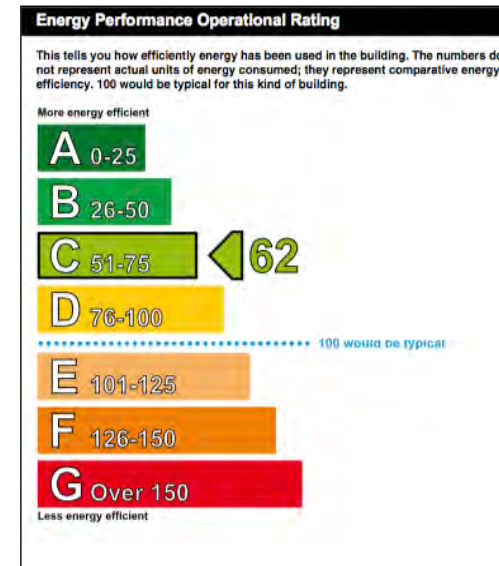 Energy Performance Operational Rating
This tells you how efficiently energy has been used in the building. The numbers do
not represent actual units of energy consumed; they represent comparative energy
efficiency. 100 would be typical for this kind of building.
More energy efficient
A 0-25
B 26-50
C 51-75 62
D 76-100
100 would be typical
E 101-125
F 126-150
G Over 150
Less energy efficient